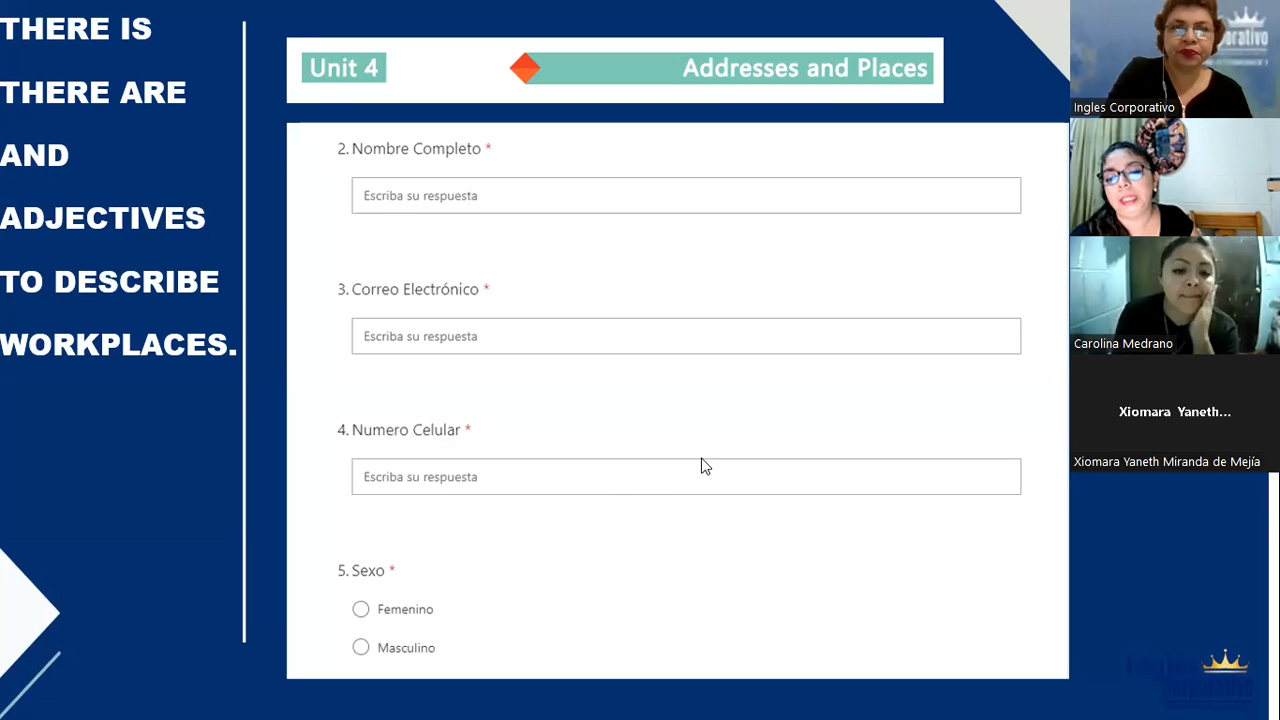 THERE IS
THERE ARE
AND
ADJECTIVES
TO DESCRIBE
WORKPLACES.
Unit 4
Addresses and Places
2. Nombre Completo *
Escriba su respuesta
3. Correo Electrónico *
Escriba su respuesta
4. Numero Celular *
Escriba su respuesta
5. Sexo *
Femenino
Masculino
Ingles Corporativo
Carolina Medrano
Xiomara Yaneth...
Xiomara Yaneth Miranda de Mejía